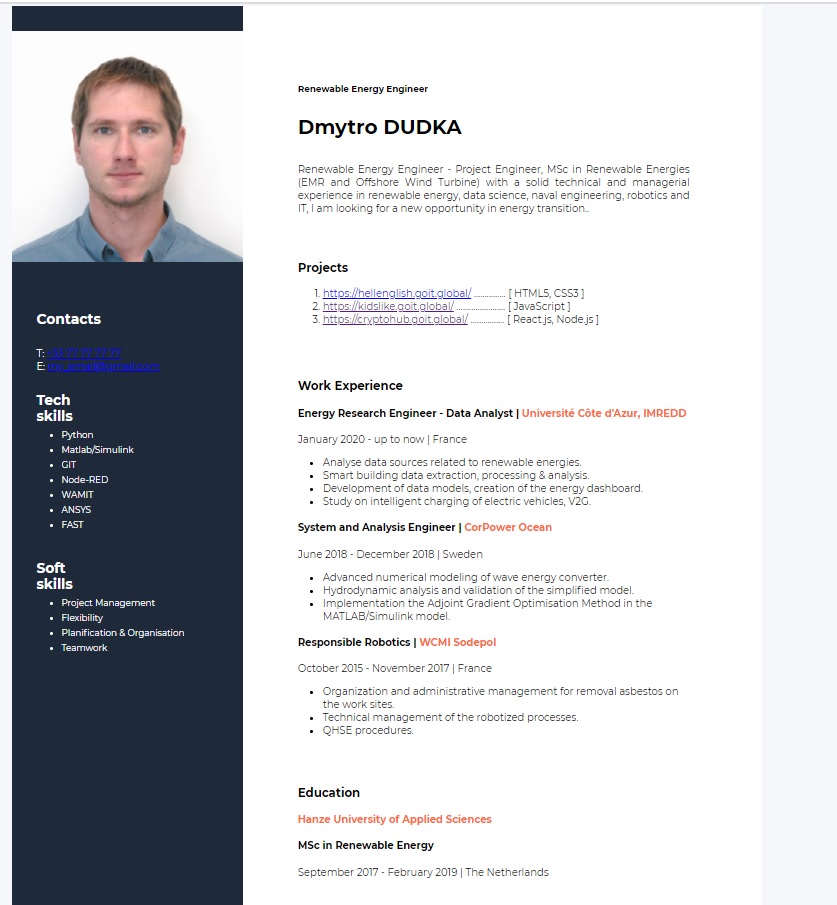 Contacts
T:
E:
Tech
skills
Python
Matlab/Simulink
GIT
Node-RED
WAMIT
ANSYS
FAST
Soft
skills
Project Management
Flexibility
Planification & Organisation
Teamwork
Renewable Energy Engineer
Dmytro DUDKA
Renewable Energy Engineer - Project Engineer, MSc in Renewable Energies
(EMR and Offshore Wind Turbine) with a solid technical and managerial
experience in renewable energy, data science, naval engineering, robotics and
IT, I am looking for a new opportunity in energy transition..
Projects
1. https://hellenglish.goit.global/ ............... [ HTML5, CSS3 ]
2. https://kidslike.goit.global/ ....................... [ JavaScript ]
3. https://cryptohub.goit.global/ ................ [ React.js, Node.js ]
Work Experience
Energy Research Engineer - Data Analyst | Université Côte d'Azur, IMREDD
January 2020 - up to now | France
Analyse data sources related to renewable energies.
Smart building data extraction, processing & analysis.
Development of data models, creation of the energy dashboard.
Study on intelligent charging of electric vehicles, V2G.
System and Analysis Engineer | CorPower Ocean
June 2018 - December 2018 | Sweden
Advanced numerical modeling of wave energy converter.
Hydrodynamic analysis and validation of the simplified model.
Implementation the Adjoint Gradient Optimisation Method in the
MATLAB/Simulink model.
Responsible Robotics | WCMI Sodepol
October 2015 - November 2017 | France
Organization and administrative management for removal asbestos on
the work sites.
Technical management of the robotized processes.
QHSE procedures.
Education
Hanze University of Applied Sciences
MSc in Renewable Energy
September 2017 - February 2019 | The Netherlands